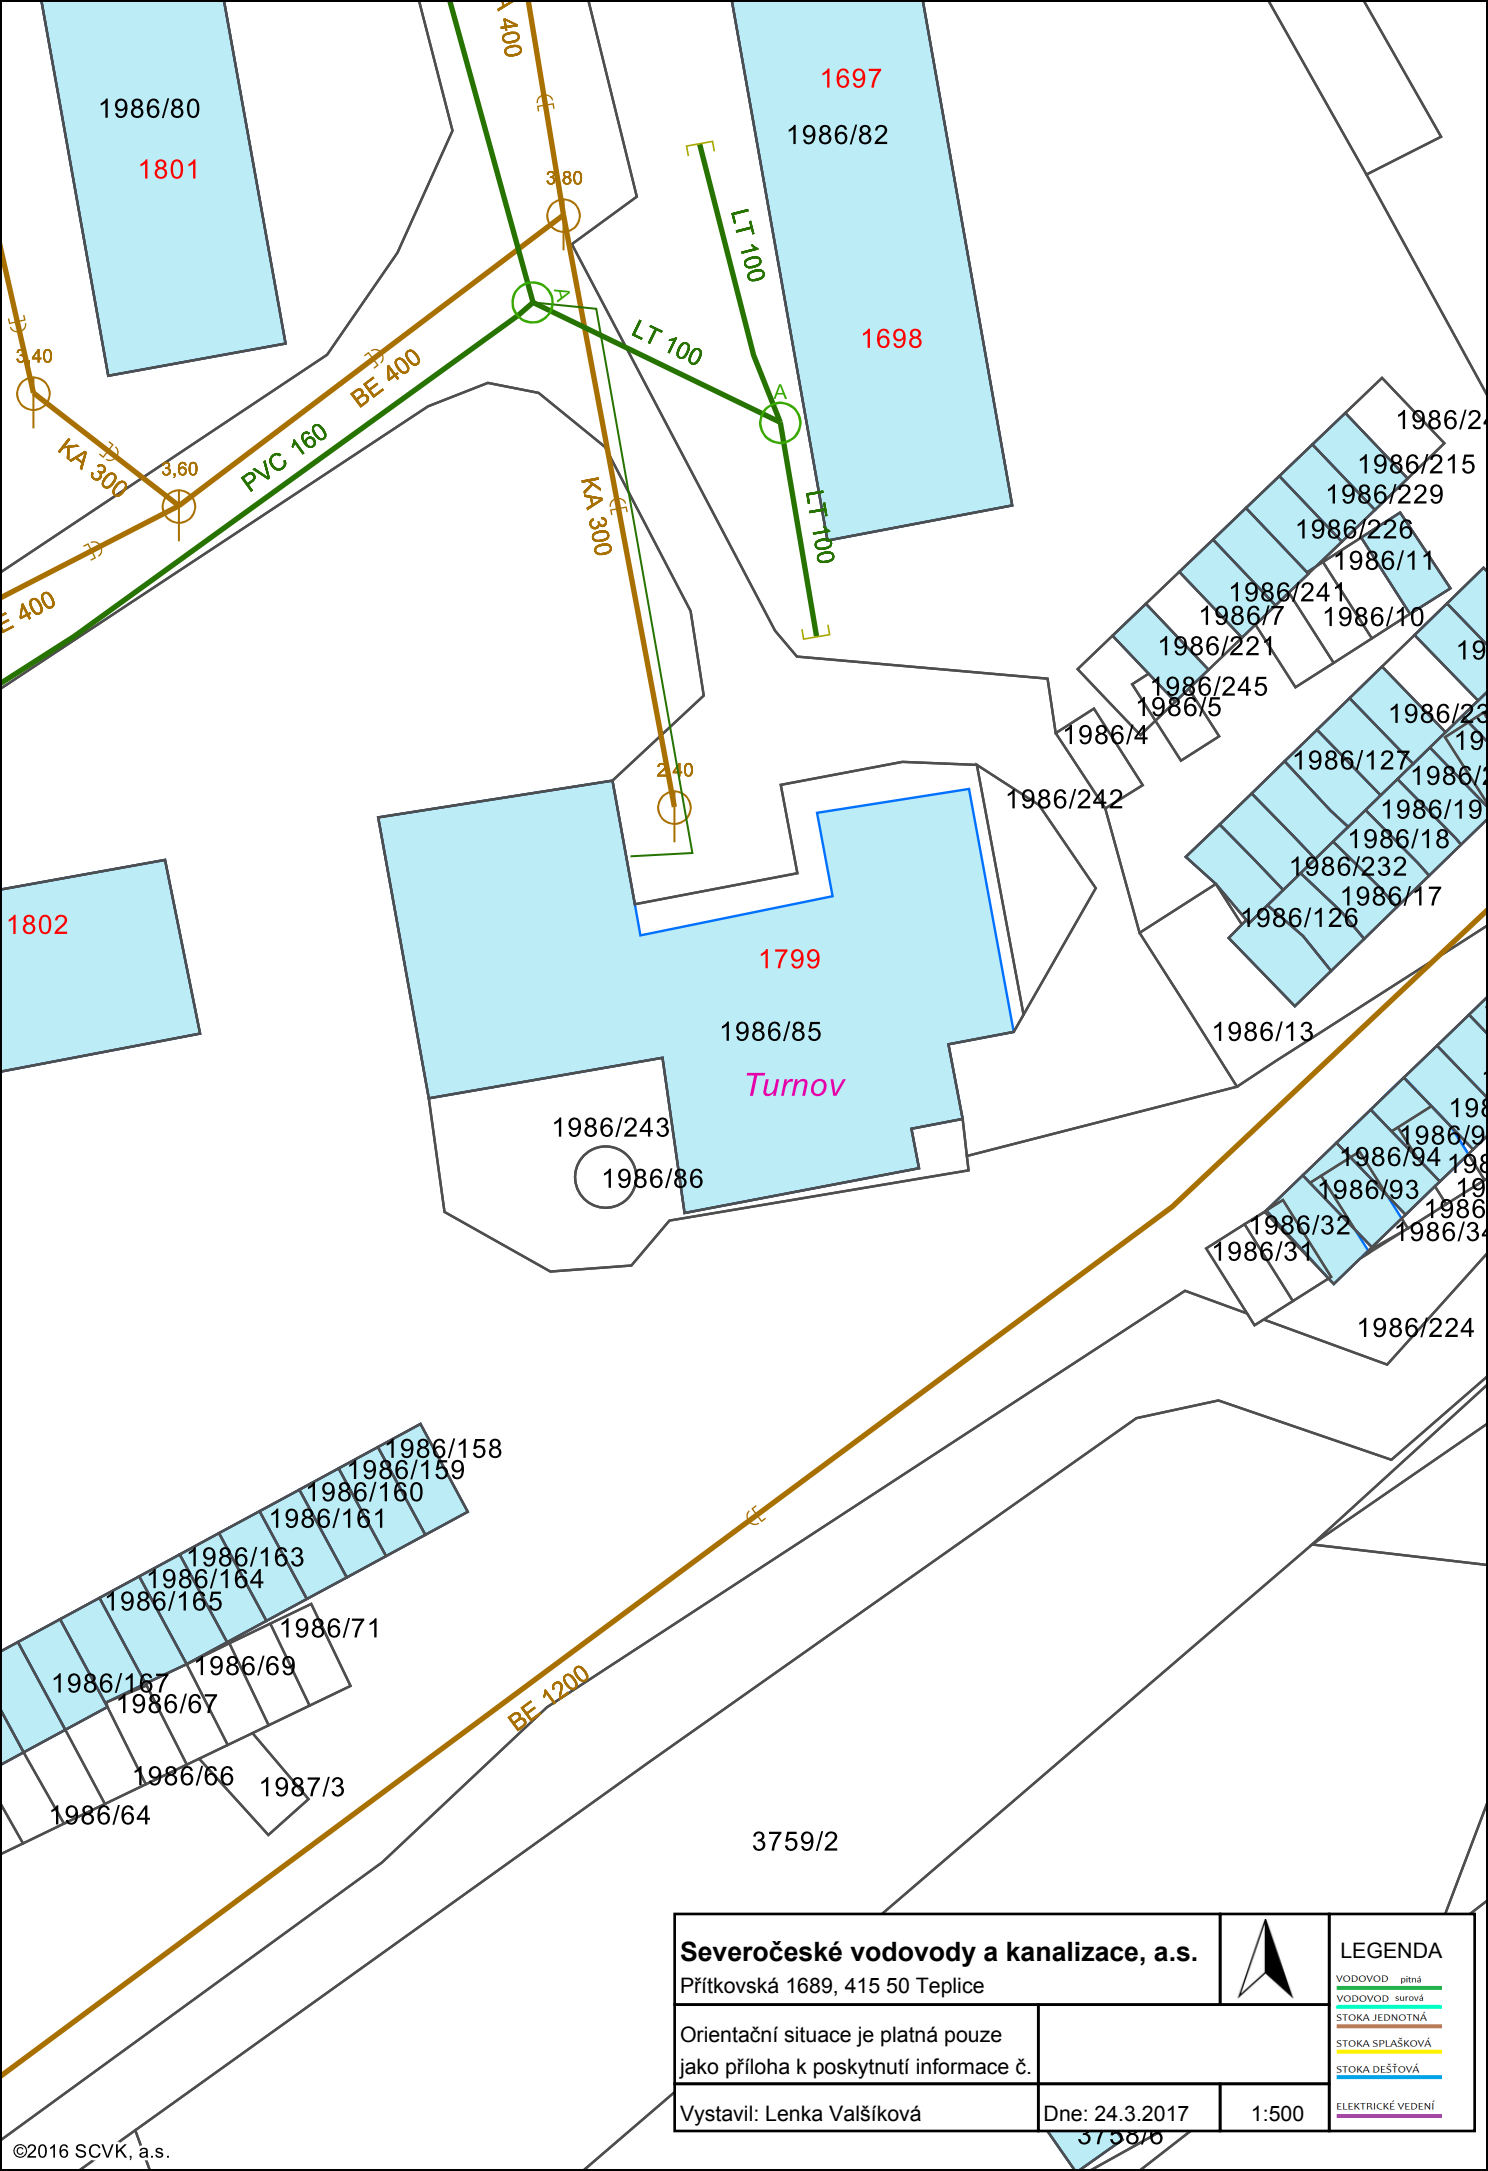 400
1697
1986/80
1986/82
1801
3,80
LT 100
A
LT 100
1698
3,40
BE 400
A
1986/215
PVC 160
KA 300
3,60
1986/229
KA 300
LT 100
1986/226
1986/11
1986/241
400
1986/7
1986/10
1986/221
1986/245
1986/5
1986/4
1986/127
2,40
1986/242
1986/19
1986/18
1986/232
1986/17
1802
1986/126
1799
1986/85
1986/13
Turnov
1986/243
1986/94
1986/86
1986/93
1986/32
1986/31
1986/224
1986/158
1986/159
1986/160
1986/161
1986/163
1986/164
1986/165
1986/71
1986/69
1986/167
1986/67
BE 1200
1986/66
1987/3
1986/64
3759/2
Severočeské vodovody a kanalizace, a.s.
Přítkovská 1689, 415 50 Teplice
Orientační situace je platná pouze
jako příloha k poskytnutí informace č.
Vystavil: Lenka Valšíková
Dne: 24.3.2017
1:500
LEGENDA
VODOVOD pitná
VODOVOD surová
STOKA JEDNOTNÁ
STOKA SPLAŠKOVÁ
STOKA DEŠŤOVÁ
ELEKTRICKÉ VEDENÍ
3758/6
©2016 SCVK, a.s.